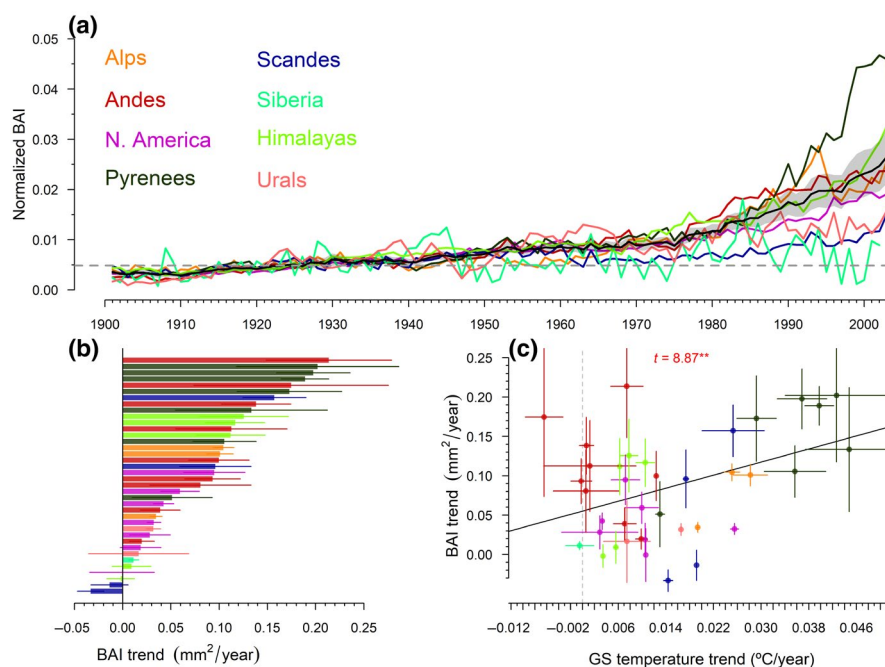 (a)
0.05
0.04
0.03
0.02
0.01
0.00
Normalized BAI
Alps
Andes
N. America
Pyrenees
Scandes
Siberia
Himalayas
Urals
1900 1910 1920 1930 1940 1950 1960 1970 1980 1990 2000
(b)
−0.05 0.00 0.05 0.10 0.15 0.20 0.25
BAI trend (mm²/year)
(c)
t = 8.87**
0.25
0.20
0.15
0.10
0.05
0.00
BAI trend (mm²/year)
−0.012 −0.002 0.006 0.014 0.022 0.030 0.038 0.046
GS temperature trend (ºC/year)